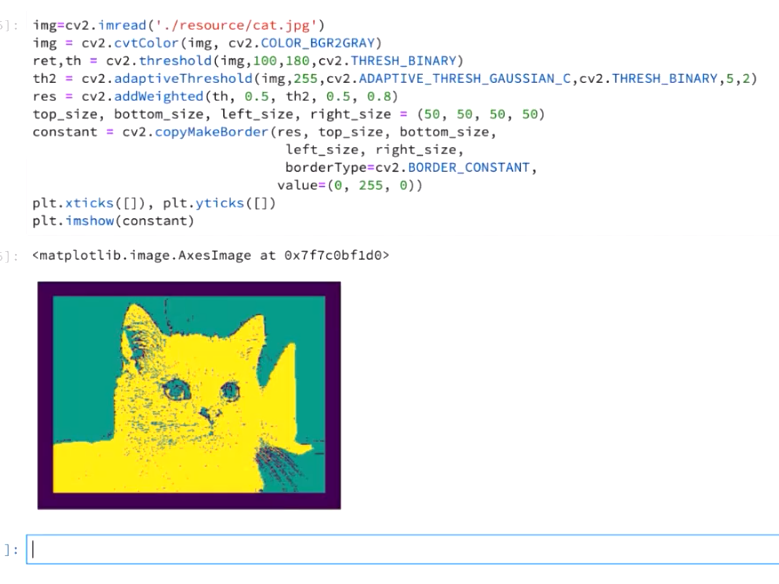 ]: img=cv2.imread('./resource/cat.jpg')
img = cv2.cvtColor(img, cv2.COLOR_BGR2GRAY)
ret,th = cv2.threshold(img,100,180,cv2.THRESH_BINARY)
th2 = cv2.adaptiveThreshold(img,255,cv2.ADAPTIVE_THRESH_GAUSSIAN_C,cv2.THRESH_BINARY,5,2)
res = cv2.addWeighted(th, 0.5, th2, 0.5, 0.8)
top_size, bottom_size, left_size, right_size = (50, 50, 50, 50)
constant = cv2.copyMakeBorder(res, top_size, bottom_size,
left_size, right_size,
borderType=cv2.BORDER_CONSTANT,
value=(0, 255, 0))
plt.xticks([]), plt.yticks([])
plt.imshow(constant)
]: <matplotlib.image.AxesImage at 0x7f7c0bf1d0>
]: